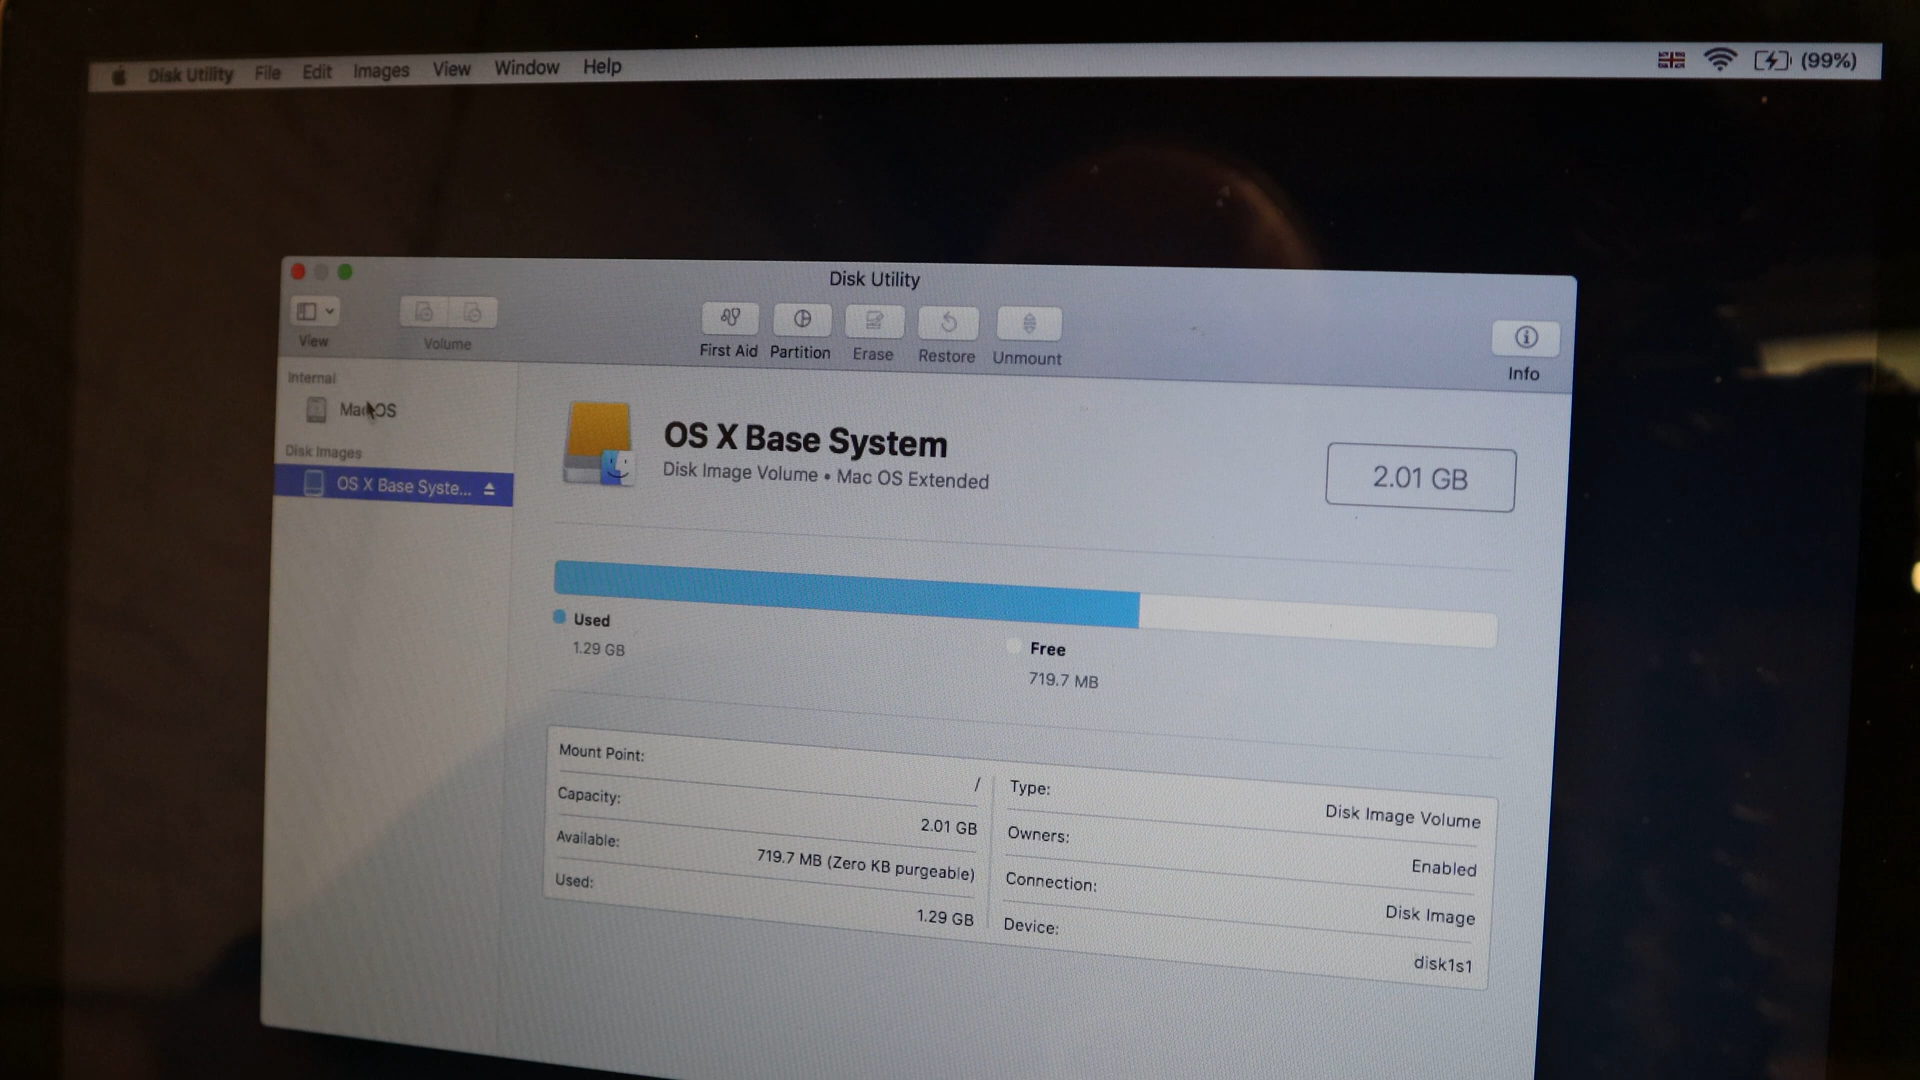 Disk Utility File Edit Images View Window Help (99%)
Disk Utility
View Volume First Aid Partition Erase Restore Unmount Info
Internal
MacOS
Disk Images
OS X Base Syste...
OS X Base System
Disk Image Volume • Mac OS Extended
2.01 GB
Used
1.29 GB
Free
719.7 MB
Mount Point: /
Capacity: 2.01 GB
Available: 719.7 MB (Zero KB purgeable)
Used: 1.29 GB
Type: Disk Image Volume
Owners: Enabled
Connection: Disk Image
Device: disk1s1